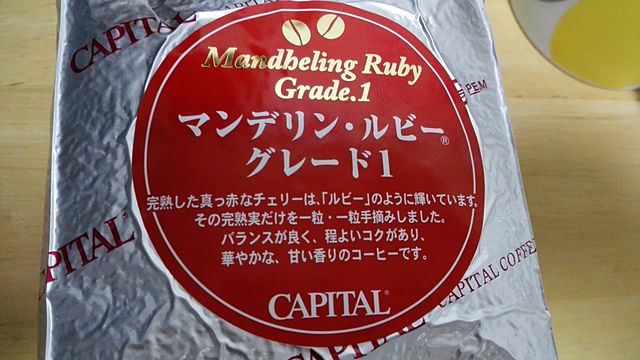 CAPITAL®
Mandheling Ruby
Grade.1
PEM
マンデリン・ルビー®
グレード1
完熟した真っ赤なチェリーは、「ルビー」のように輝いています。
その完熟実だけを一粒・一粒手摘みしました。
バランスが良く、程よいコクがあり、
華やかな、甘い香りのコーヒーです。
CAPITAL®
CAPITAL®
CAPITAL COFFEE
CAPITAL